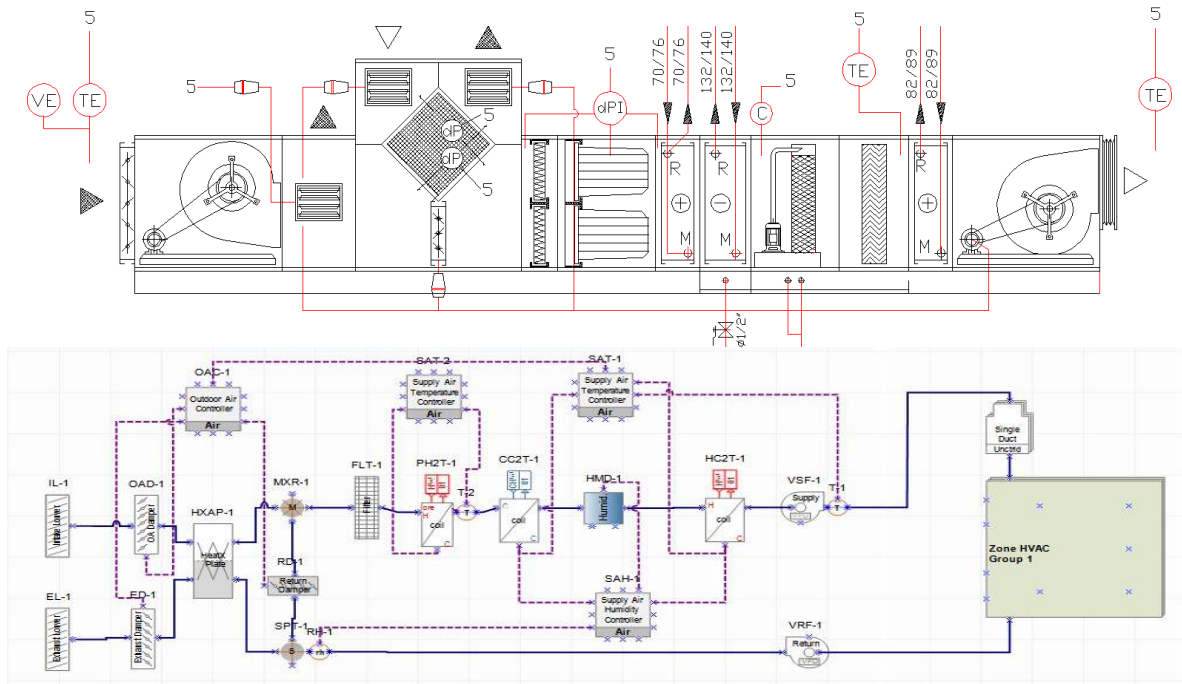 5
5
5
5
5
5
5
5
VE
TE
dPI
TE
TE
C
dP
dP
70/76
70/76
132/140
132/140
82/89
82/89
R
M
R
M
R
M
ø1/2"
OAC-1
Outdoor Air
Controller
Air
SAT-2
Supply Air
Temperature
Controller
Air
SAT-1
Supply Air
Temperature
Controller
Air
Single
Duct
Unctrld
IL-1
Intake Louver
OAD-1
OA Damper
HXAP-1
HeatX
Plate
MXR-1
M
FLT-1
Filter
PH2T-1
H
coil
C
T-2
T
CC2T-1
C
coil
C
HMD-1
Humid.
HC2T-1
H
coil
C
VSF-1
Supply
VFD
T-1
T
Zone HVAC
Group 1
RD-1
Return
Damper
EL-1
Exhaust Louver
ED-1
Exhaust Damper
SPT-1
S
RH-1
rh
SAH-1
Supply Air
Humidity
Controller
Air
VRF-1
Return
VFD